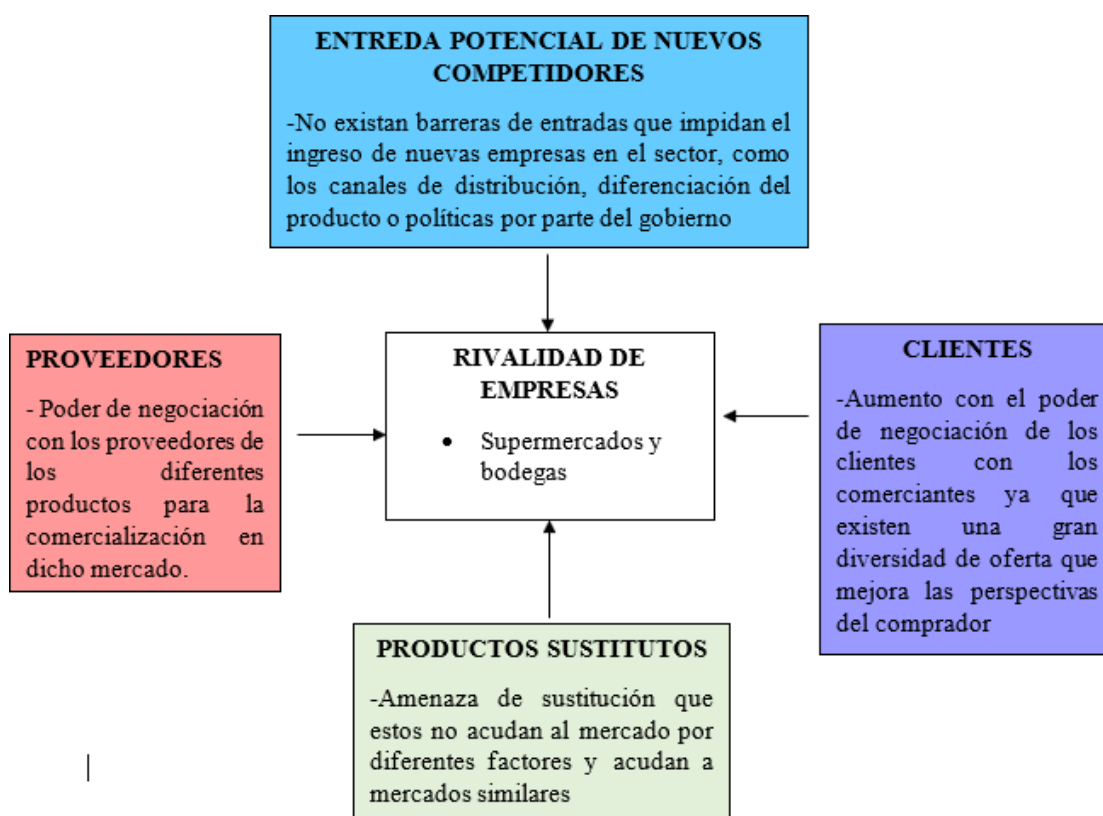 ENTREDA POTENCIAL DE NUEVOS
COMPETIDORES
-No existan barreras de entradas que impidan el
ingreso de nuevas empresas en el sector, como
los canales de distribución, diferenciación del
producto o políticas por parte del gobierno
PROVEEDORES
- Poder de negociación
con los proveedores de
los diferentes
productos para la
comercialización en
dicho mercado.
RIVALIDAD DE
EMPRESAS
• Supermercados y
bodegas
CLIENTES
-Aumento con el poder
de negociación de los
clientes con los
comerciantes ya que
existen una gran
diversidad de oferta que
mejora las perspectivas
del comprador
PRODUCTOS SUSTITUTOS
-Amenaza de sustitución que
estos no acudan al mercado por
diferentes factores y acudan a
mercados similares